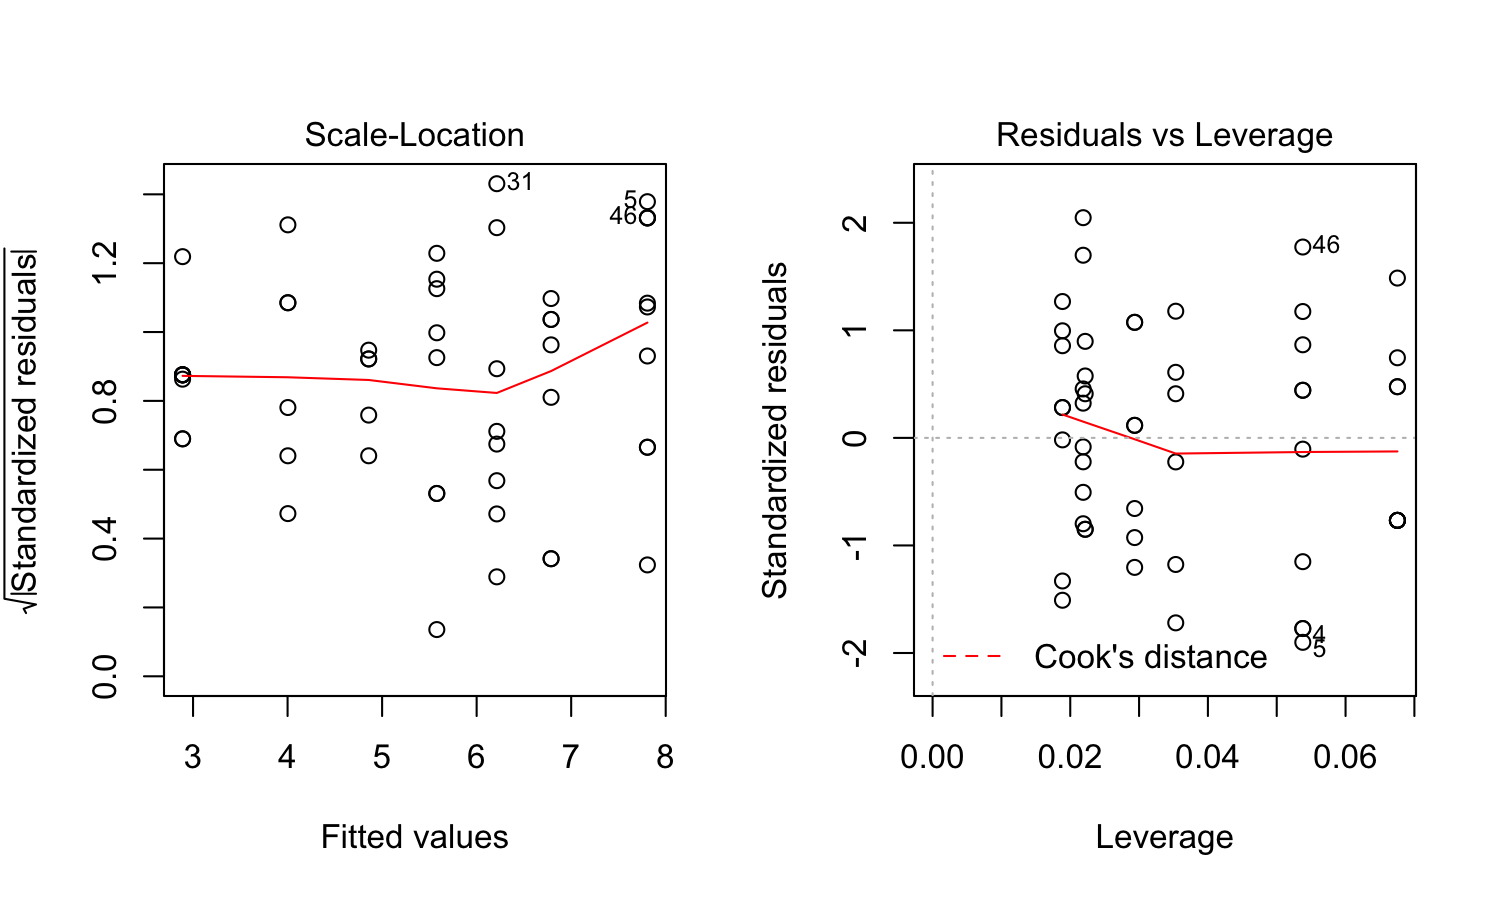 Scale-Location
√|Standardized residuals|
0.0 0.4 0.8 1.2
31
5
46
3 4 5 6 7 8
Fitted values
Residuals vs Leverage
Standardized residuals
-2 -1 0 1 2
46
4
5
Cook's distance
0.00 0.02 0.04 0.06
Leverage